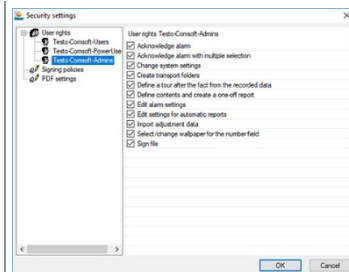 Security settings
User rights
Testo-Comsoft-Users
Testo-Comsoft-PowerUse
Testo-Comsoft-Admins
Signing policies
PDF settings
User rights Testo-Comsoft-Admins
Acknowledge alarm
Acknowledge alarm with multiple selection
Change system settings
Create transport folders
Define a tour after the fact from the recorded data
Define contents and create a one-off report
Edit alarm settings
Edit settings for automatic reports
Import adjustment data
Select/change wallpaper for the number field
Sign file
OK
Cancel